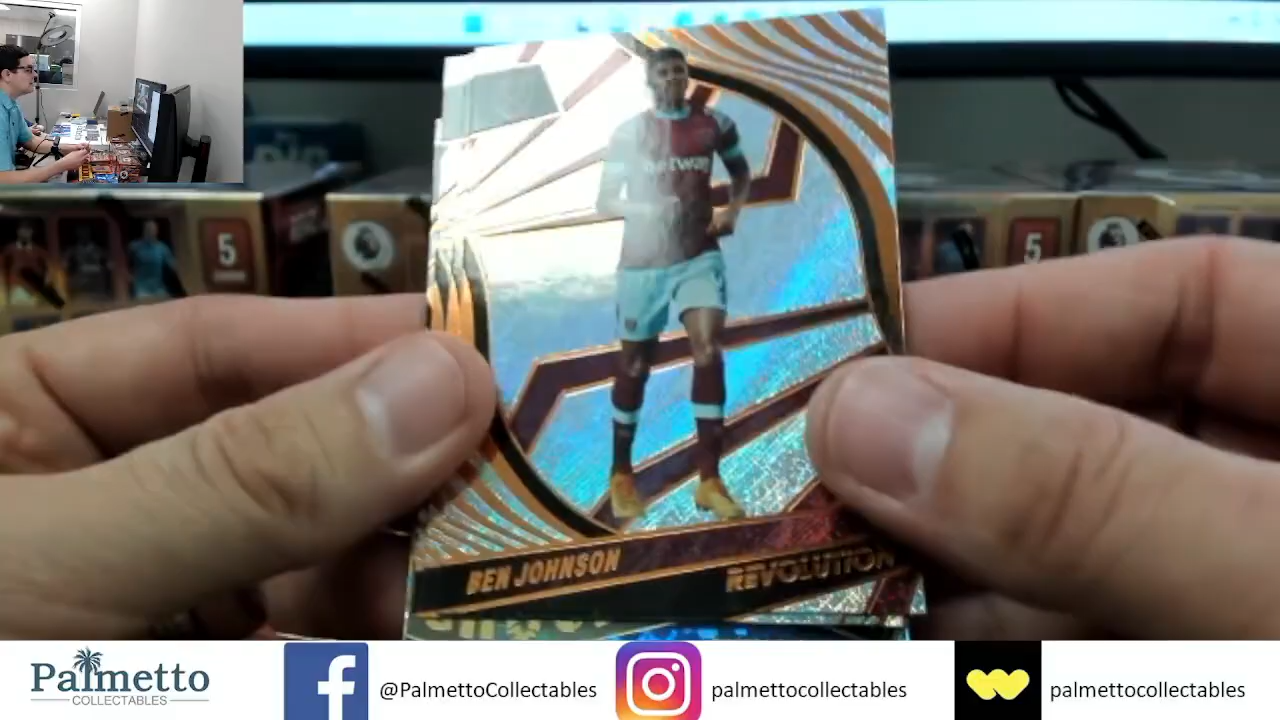 5
5
Betway
BEN JOHNSON
REVOLUTION
Palmetto
COLLECTABLES
@PalmettoCollectables
palmettocollectables
palmettocollectables